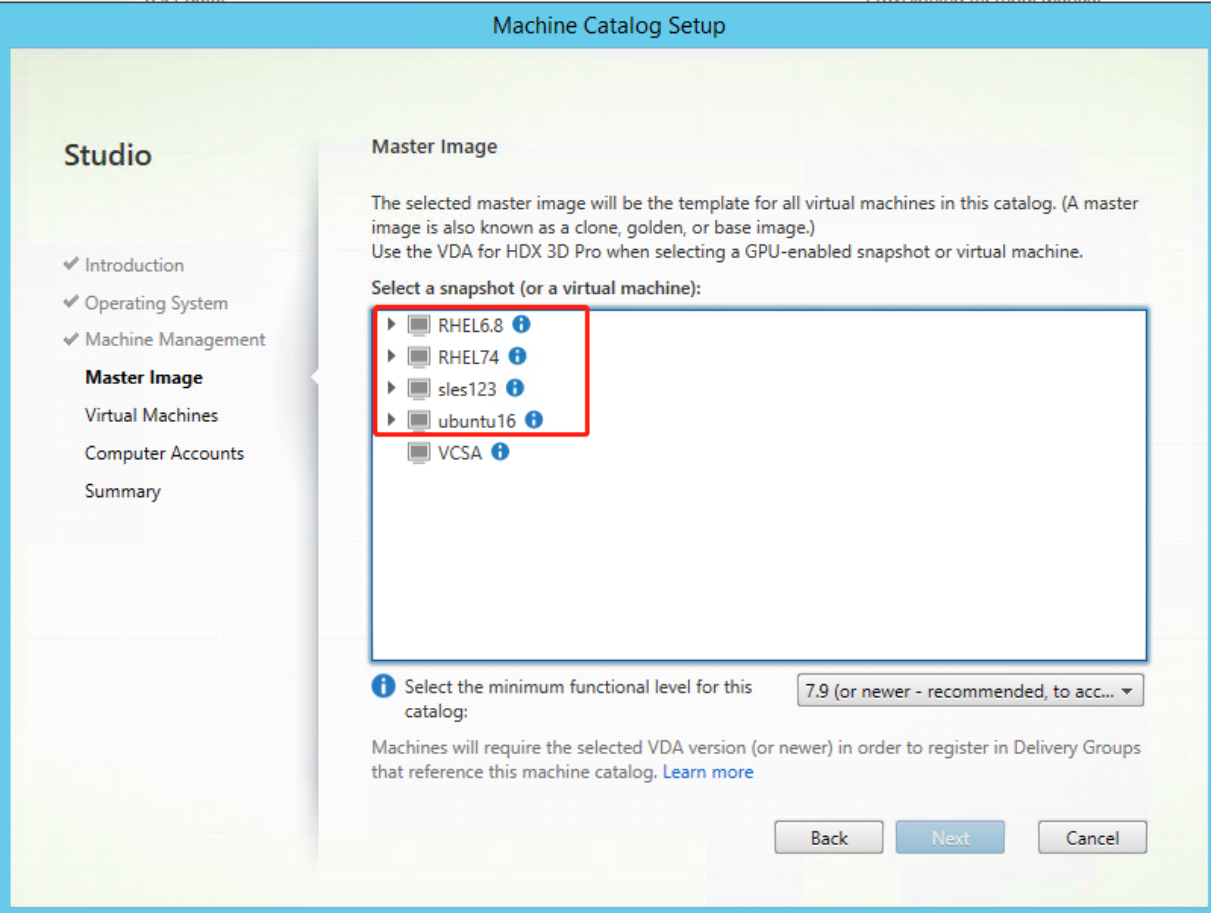 Machine Catalog Setup
Studio
Introduction
Operating System
Machine Management
Master Image
Virtual Machines
Computer Accounts
Summary
Master Image
The selected master image will be the template for all virtual machines in this catalog. (A master
image is also known as a clone, golden, or base image.)
Use the VDA for HDX 3D Pro when selecting a GPU-enabled snapshot or virtual machine.
Select a snapshot (or a virtual machine):
RHEL6.8
RHEL74
sles123
ubuntu16
VCSA
Select the minimum functional level for this
catalog:
7.9 (or newer - recommended, to acc...
Machines will require the selected VDA version (or newer) in order to register in Delivery Groups
that reference this machine catalog. Learn more
Back
Next
Cancel